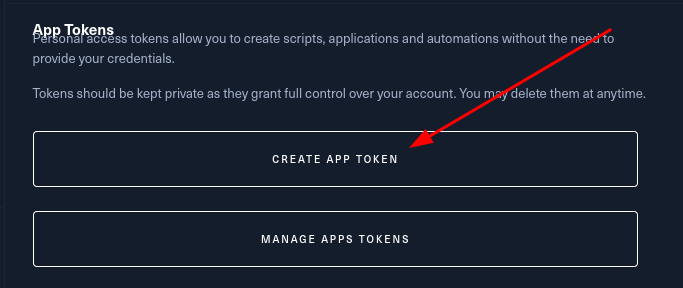 App Tokens
Personal access tokens allow you to create scripts, applications and automations without the need to
provide your credentials.
Tokens should be kept private as they grant full control over your account. You may delete them at anytime.
CREATE APP TOKEN
MANAGE APPS TOKENS